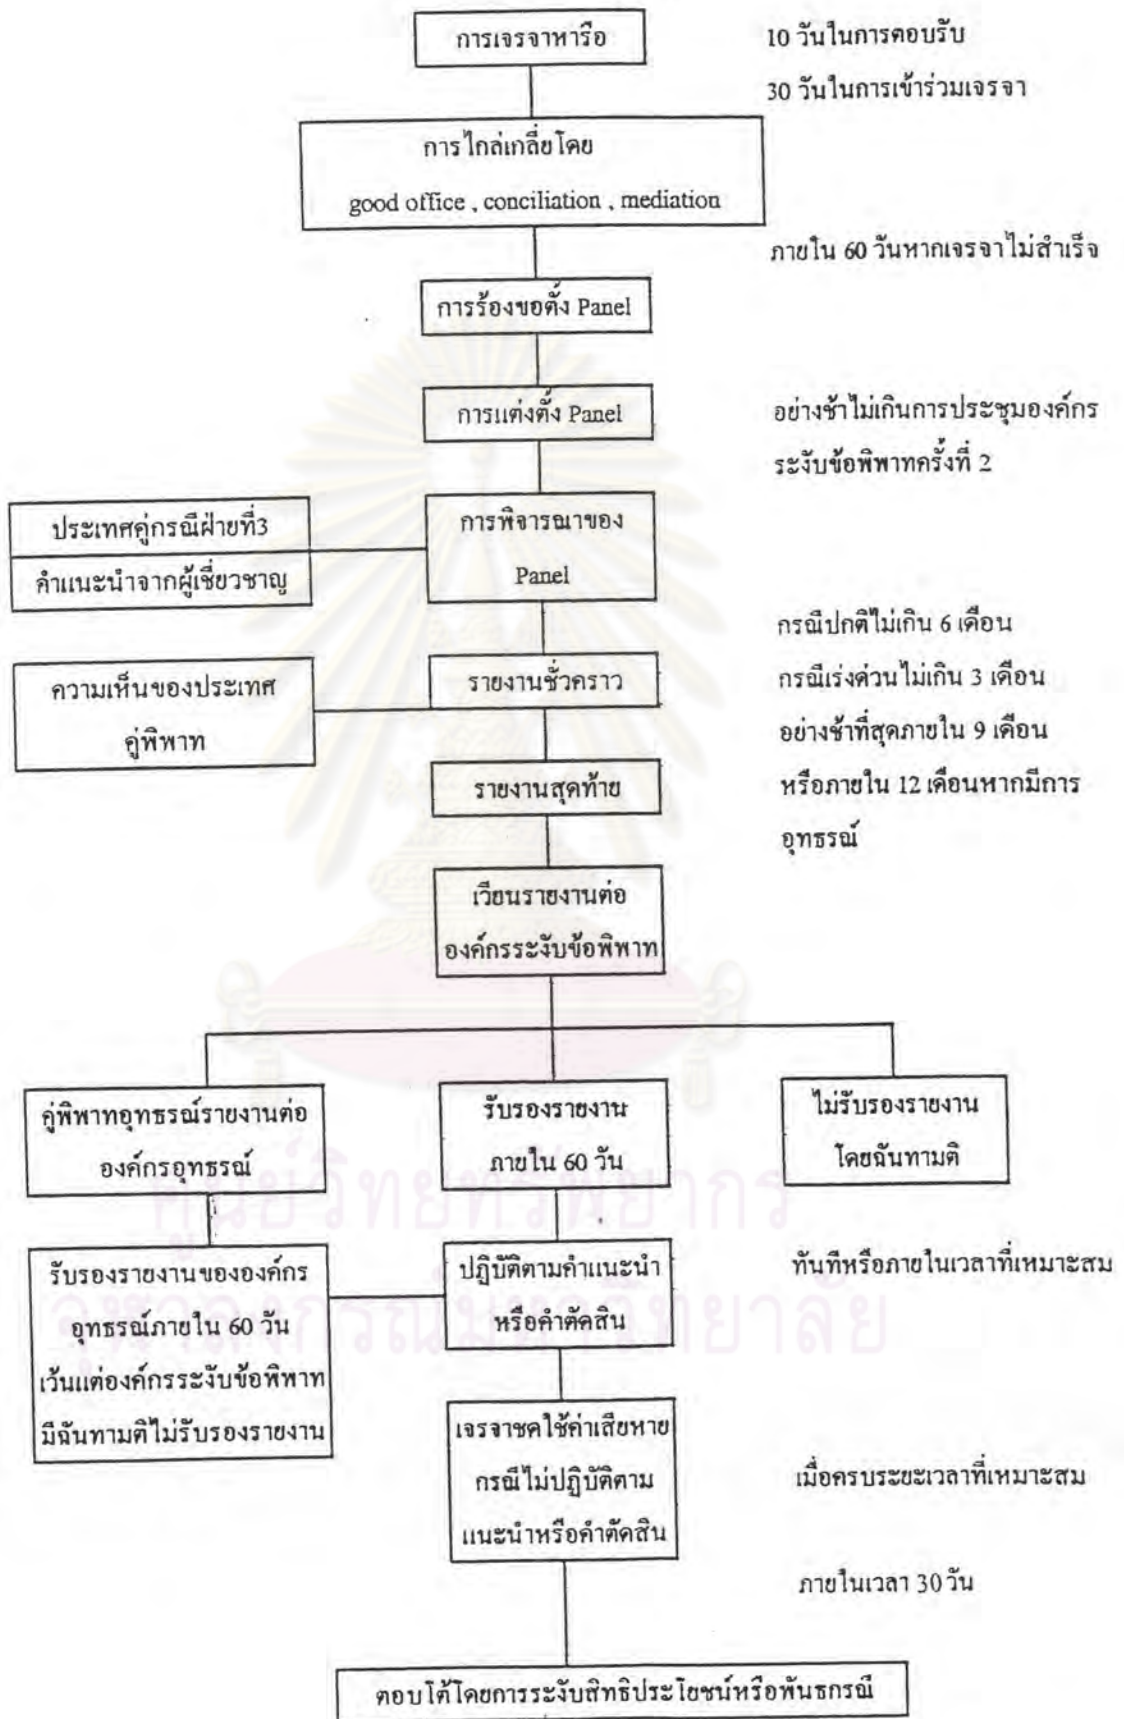 การเจรจาหารือ
10 วันในการตอบรับ
30 วันในการเข้าร่วมเจรจา
การไกล่เกลี่ยโดย
good office , conciliation , mediation
ภายใน 60 วันหากเจรจาไม่สำเร็จ
การร้องขอตั้ง Panel
การแต่งตั้ง Panel
อย่างช้าไม่เกินการประชุมองค์กร
ระงับข้อพิพาทครั้งที่ 2
ประเทศคู่กรณีฝ่ายที่3
คำแนะนำจากผู้เชี่ยวชาญ
การพิจารณาของ
Panel
กรณีปกติไม่เกิน 6 เดือน
กรณีเร่งด่วนไม่เกิน 3 เดือน
อย่างช้าที่สุดภายใน 9 เดือน
หรือภายใน 12 เดือนหากมีการ
อุทธรณ์
ความเห็นของประเทศ
คู่พิพาท
รายงานชั่วคราว
รายงานสุดท้าย
เวียนรายงานต่อ
องค์กรระงับข้อพิพาท
คู่พิพาทอุทธรณ์รายงานต่อ
องค์กรอุทธรณ์
รับรองรายงาน
ภายใน 60 วัน
ไม่รับรองรายงาน
โดยฉันทามติ
ศูนย์วิทยทรัพยากร
จุฬาลงกรณ์มหาวิทยาลัย
รับรองรายงานขององค์กร
อุทธรณ์ภายใน 60 วัน
เว้นแต่องค์กรระงับข้อพิพาท
มีฉันทามติไม่รับรองรายงาน
ปฏิบัติตามคำแนะนำ
หรือคำตัดสิน
ทันทีหรือภายในเวลาที่เหมาะสม
เจรจาชดใช้ค่าเสียหาย
กรณีไม่ปฏิบัติตาม
แนะนำหรือคำตัดสิน
เมื่อครบระยะเวลาที่เหมาะสม
ภายในเวลา 30 วัน
ตอบโต้โดยการระงับสิทธิประโยชน์หรือพันธกรณี